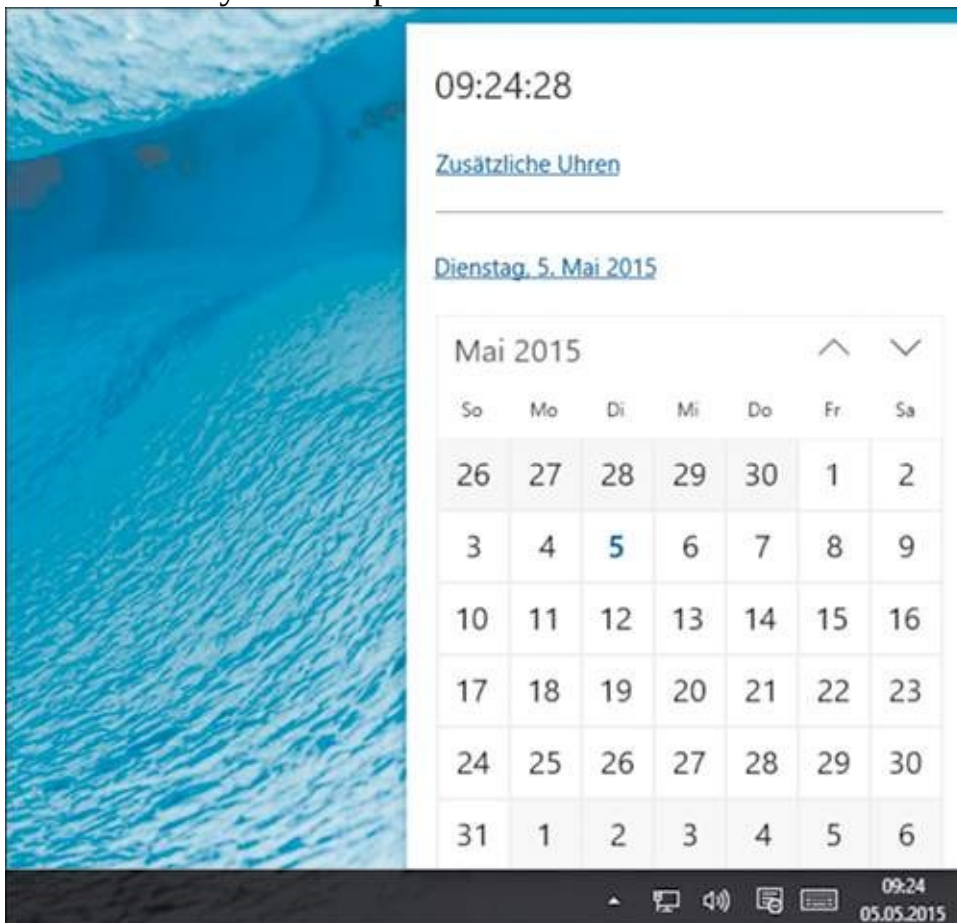 09:24:28
Zusätzliche Uhren
Dienstag, 5. Mai 2015
Mai 2015
So Mo Di Mi Do Fr Sa
26 27 28 29 30 1 2
3 4 5 6 7 8 9
10 11 12 13 14 15 16
17 18 19 20 21 22 23
24 25 26 27 28 29 30
31 1 2 3 4 5 6
09:24
05.05.2015